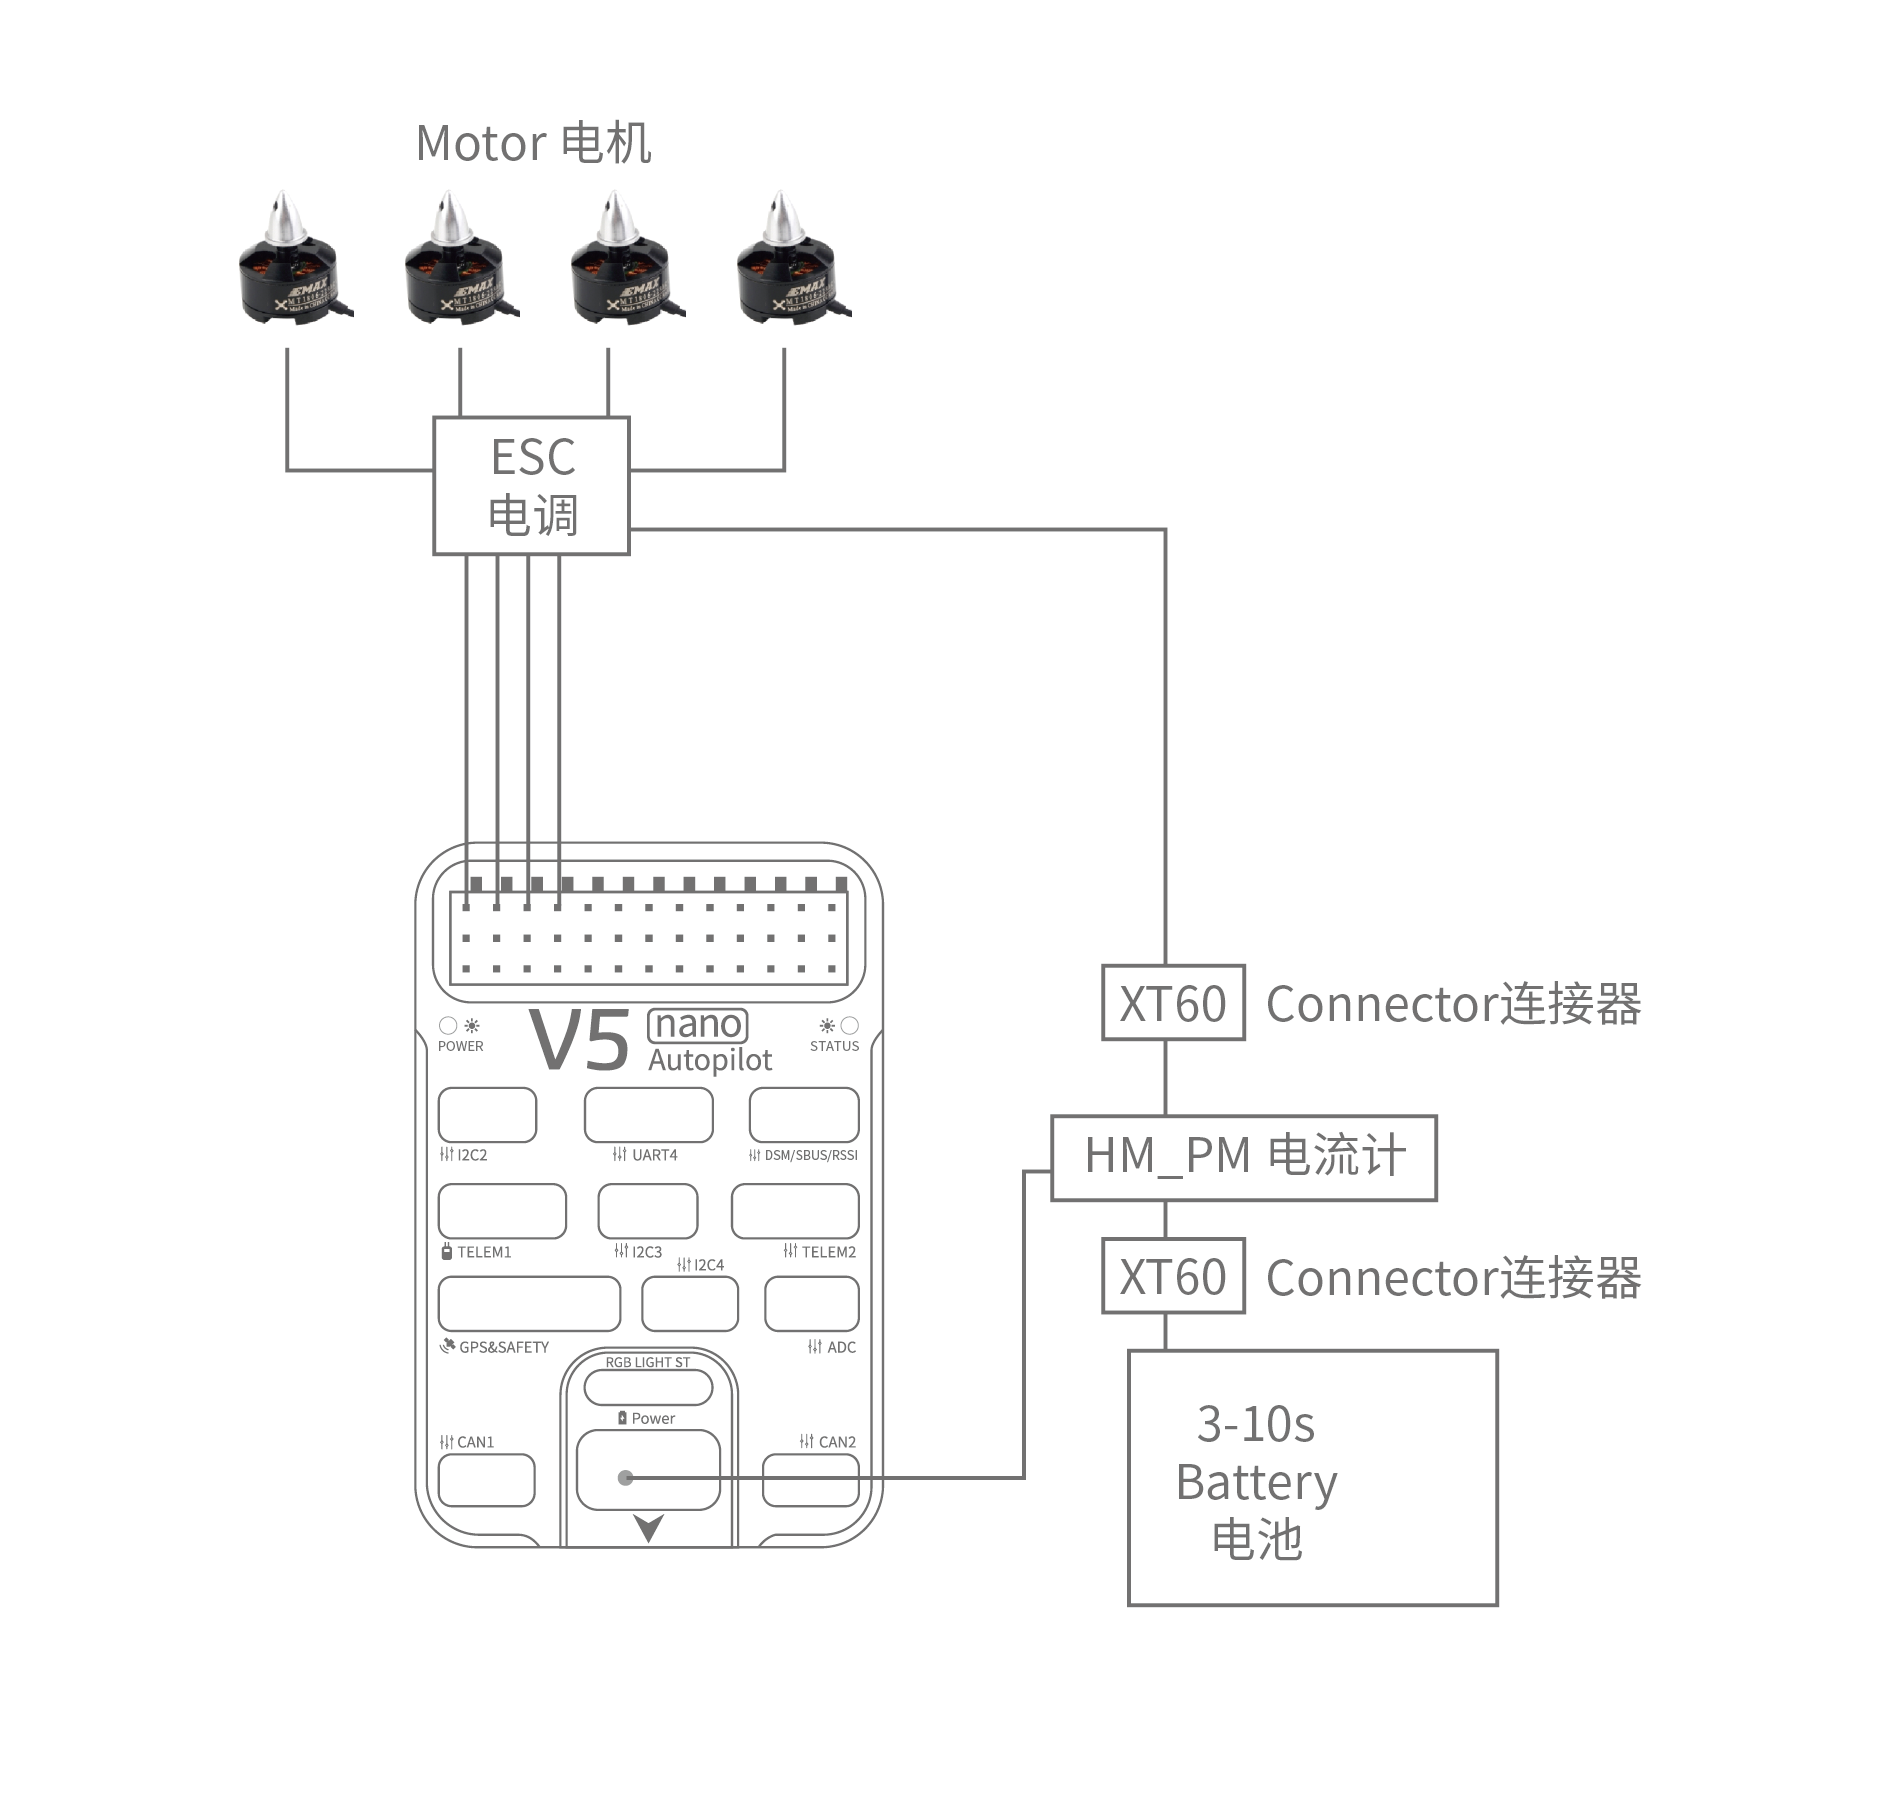 Motor 电机
EMAX
EMAX
EMAX
EMAX
ESC
电调
V5 nano
Autopilot
POWER
STATUS
I2C2
UART4
DSM/SBUS/RSSI
TELEM1
I2C3
TELEM2
I2C4
GPS&SAFETY
ADC
RGB LIGHT ST
Power
CAN1
CAN2
XT60 Connector连接器
HM_PM 电流计
XT60 Connector连接器
3-10s
Battery
电池